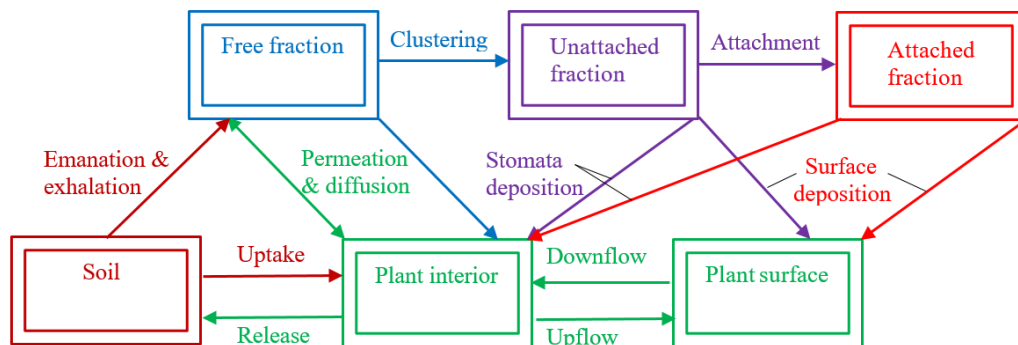 Free fraction
Clustering
Unattached
fraction
Attachment
Attached
fraction
Emanation &
exhalation
Permeation
& diffusion
Stomata
deposition
Surface
deposition
Soil
Uptake
Release
Plant interior
Downflow
Upflow
Plant surface